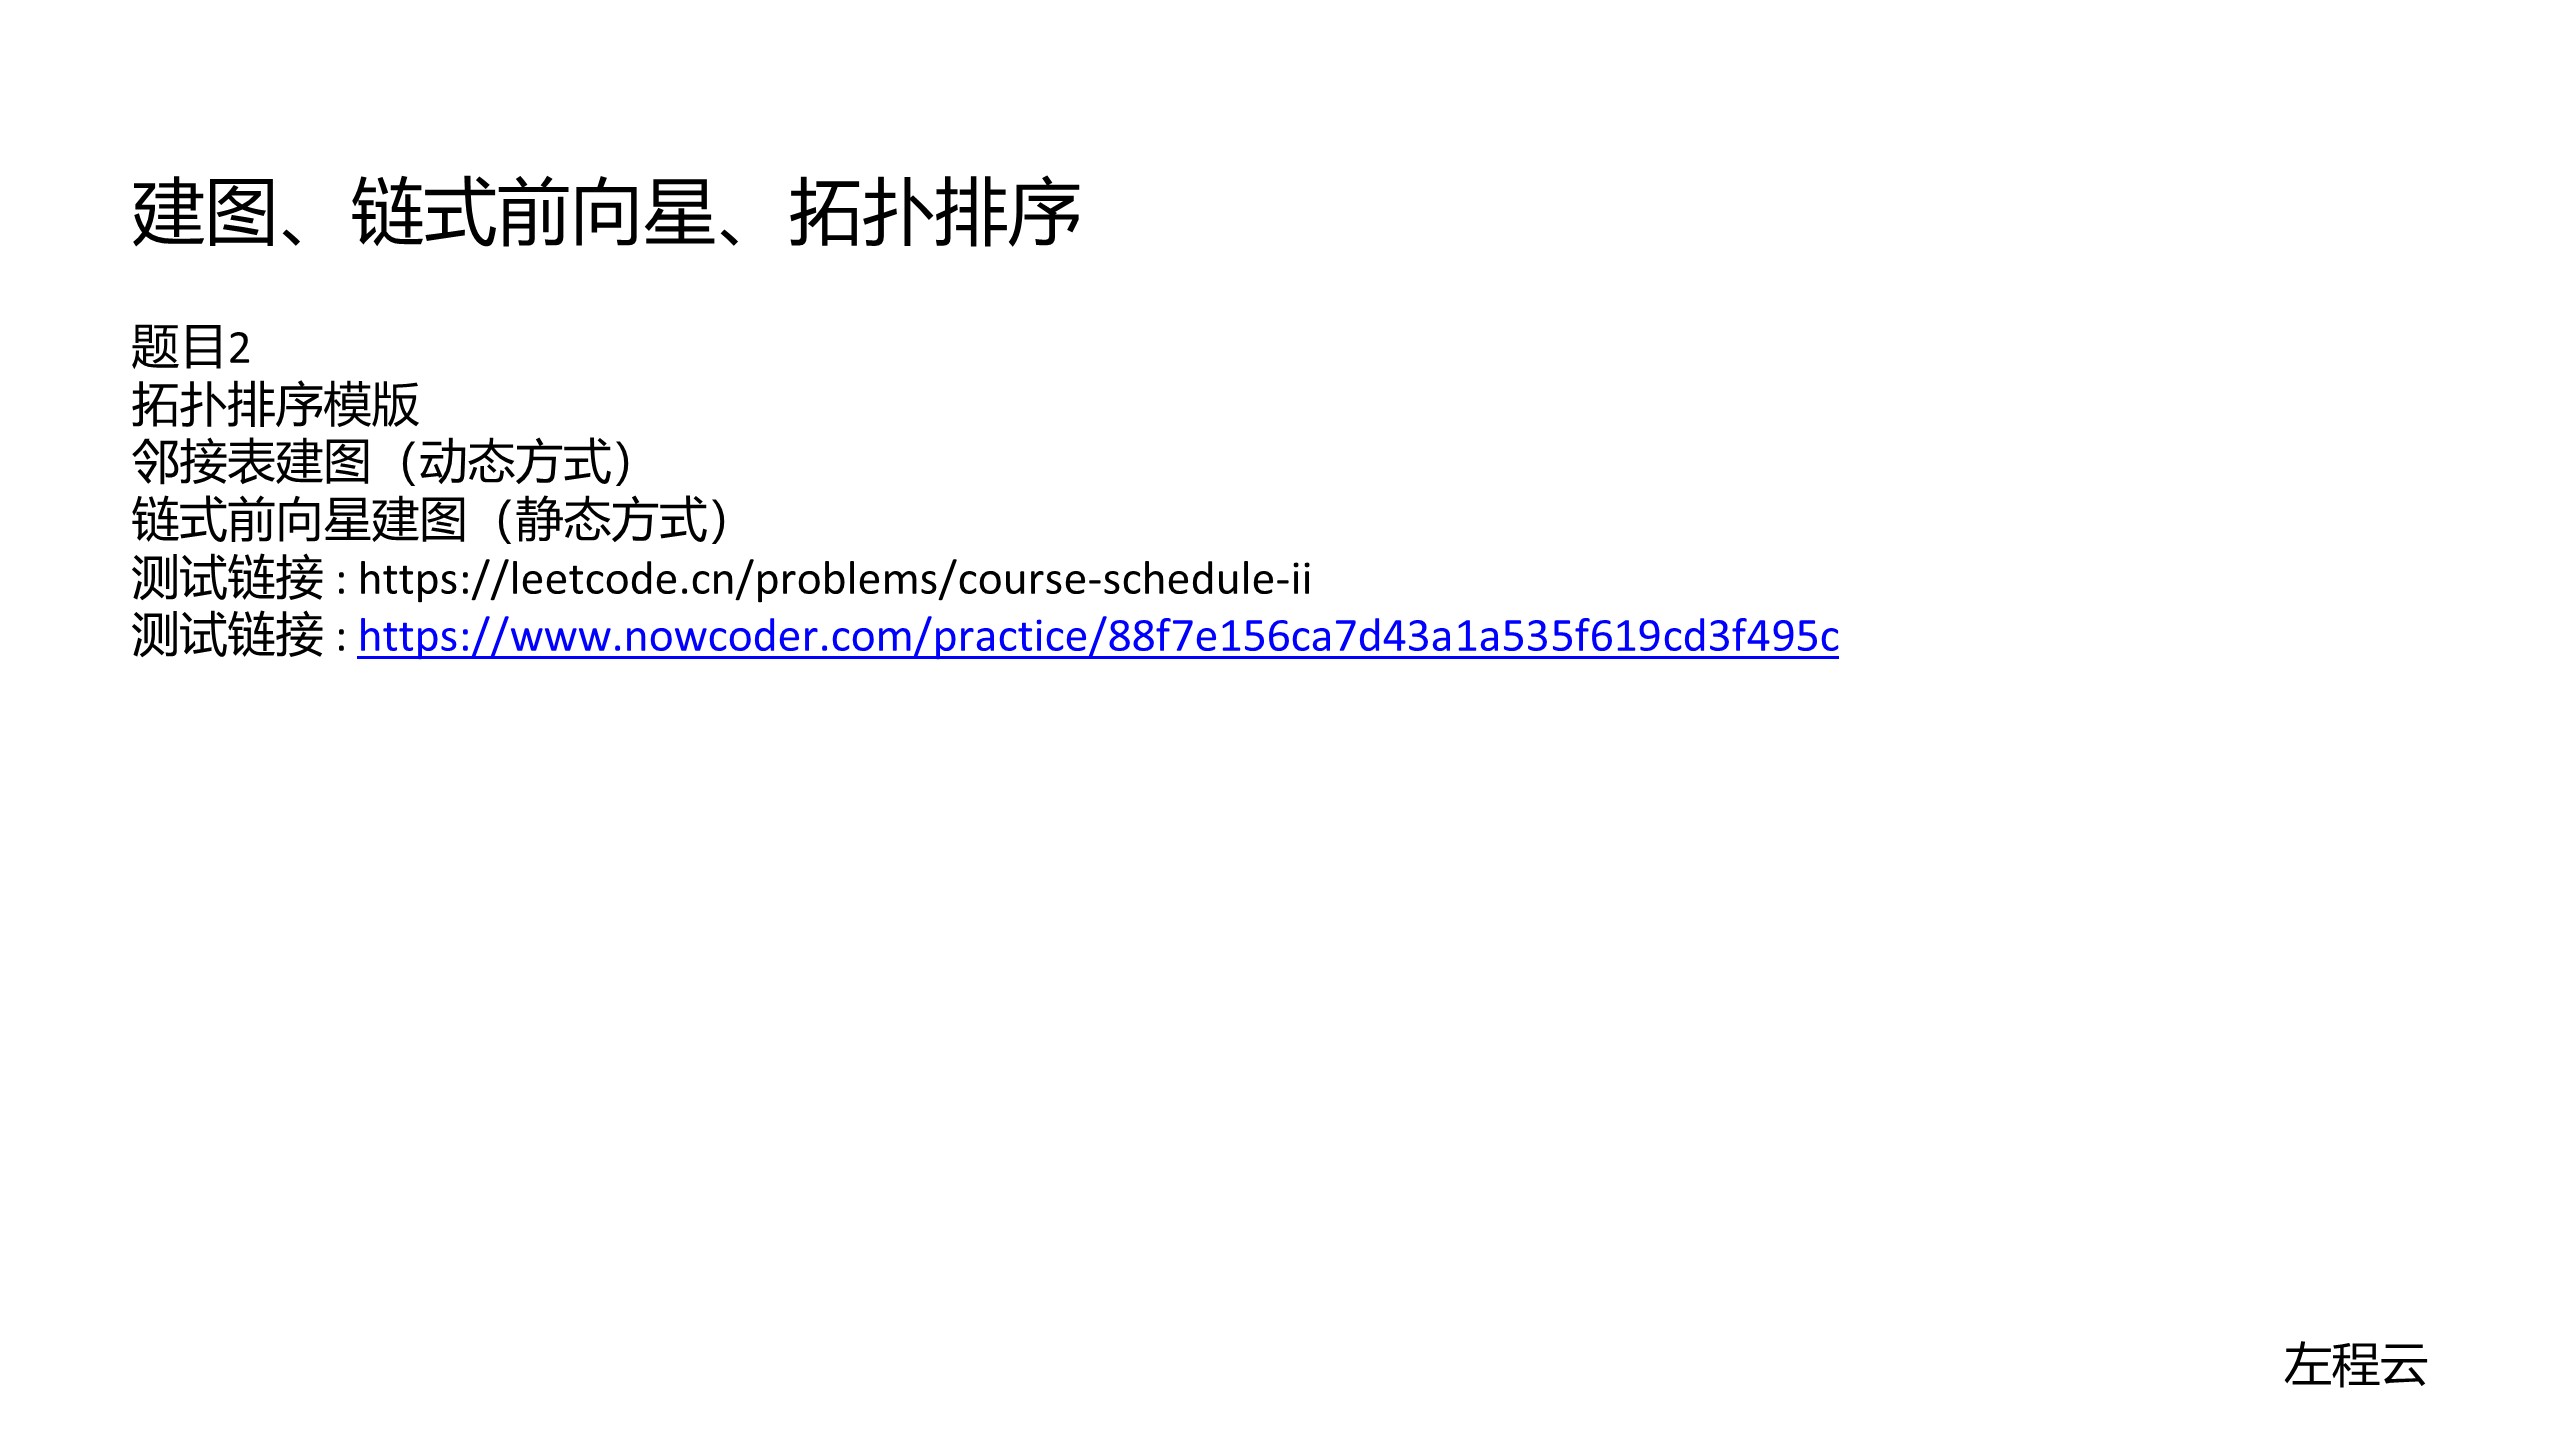 建图、链式前向星、拓扑排序
题目2
拓扑排序模版
邻接表建图（动态方式）
链式前向星建图（静态方式）
测试链接 : https://leetcode.cn/problems/course-schedule-ii
测试链接 : https://www.nowcoder.com/practice/88f7e156ca7d43a1a535f619cd3f495c
左程云